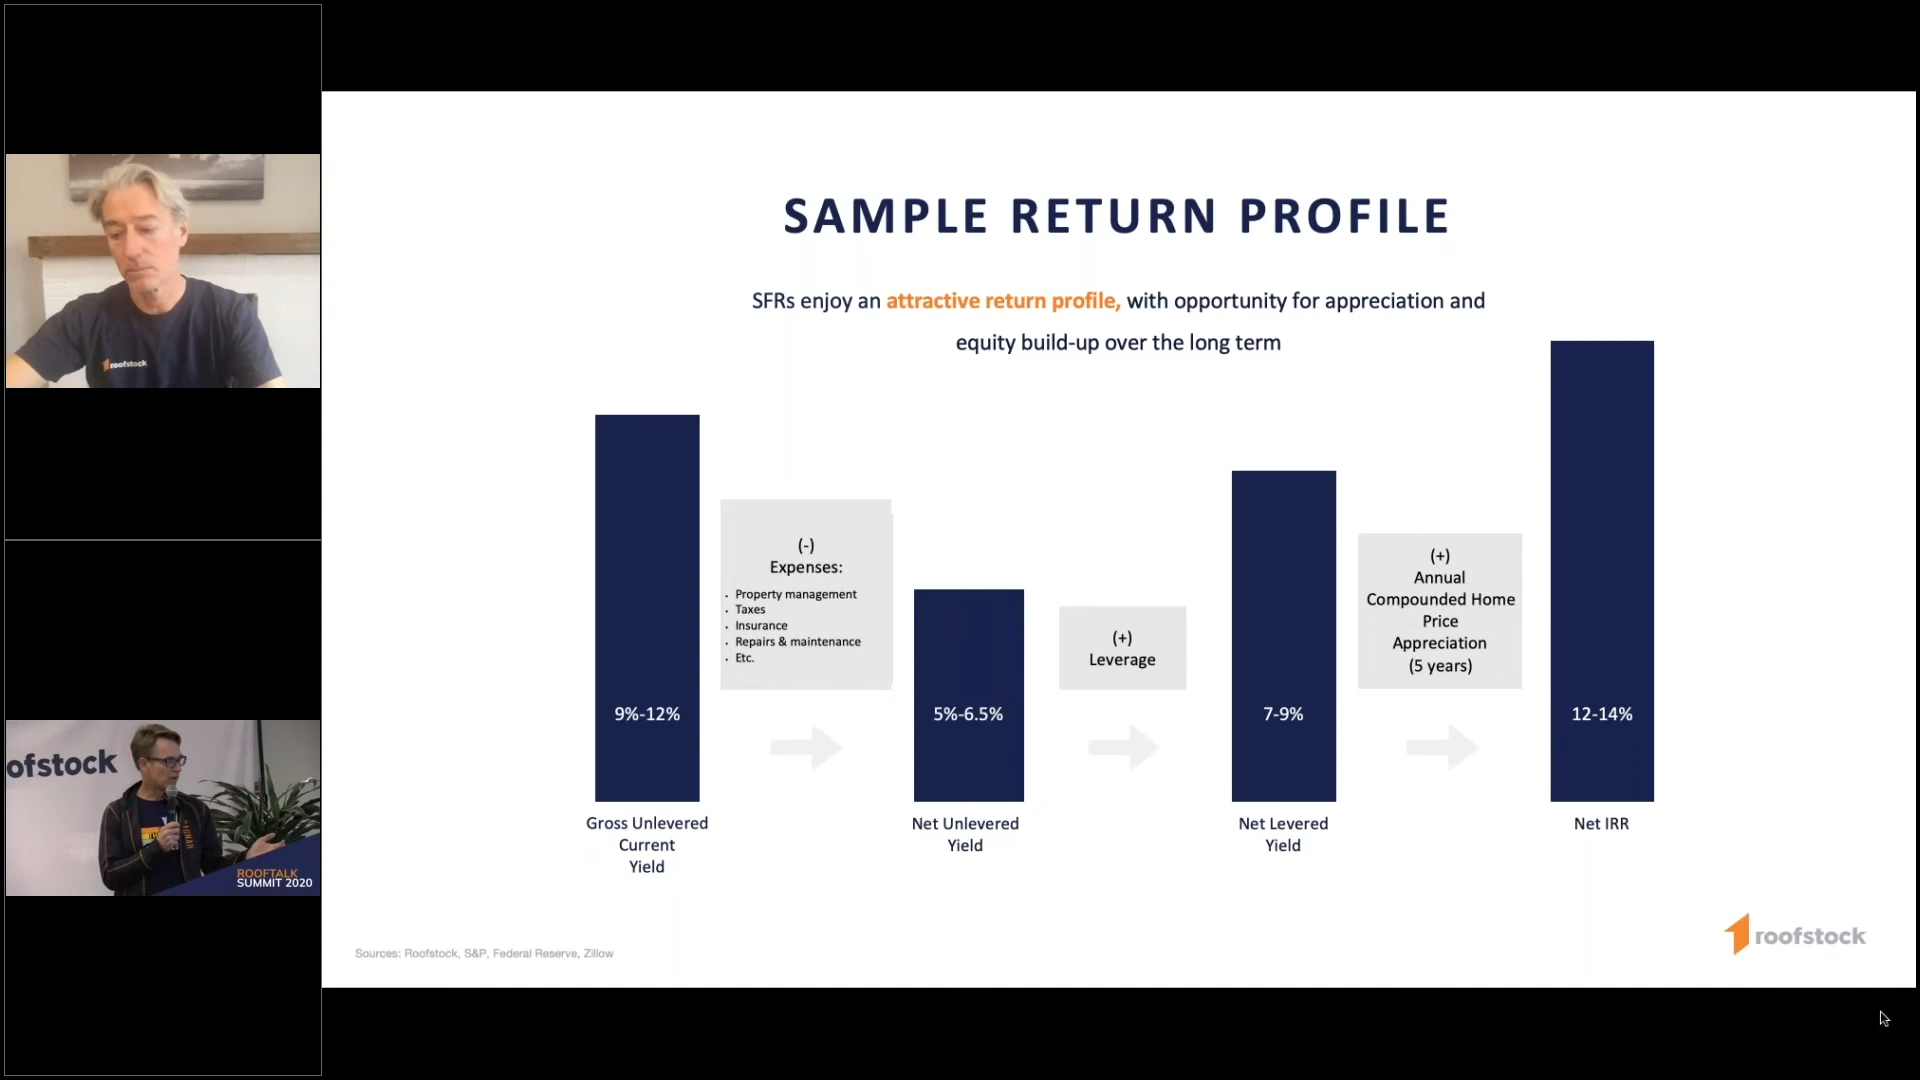 SAMPLE RETURN PROFILE
SFRs enjoy an attractive return profile, with opportunity for appreciation and
equity build-up over the long term
(-)
Expenses:
· Property management
· Taxes
· Insurance
· Repairs & maintenance
· Etc.
(+)
Leverage
(+)
Annual
Compounded Home
Price
Appreciation
(5 years)
9%-12%
5%-6.5%
7-9%
12-14%
Gross Unlevered
Current
Yield
Net Unlevered
Yield
Net Levered
Yield
Net IRR
Sources: Roofstock, S&P, Federal Reserve, Zillow
roofstock
roofstock
ofstock
ROOFTALK
SUMMIT 2020